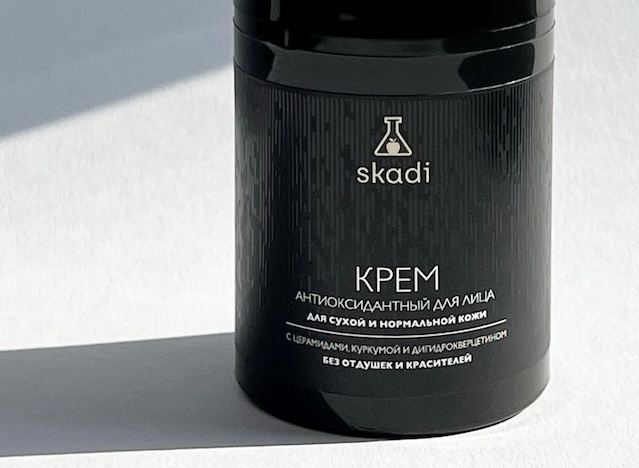 skadi
КРЕМ
АНТИОКСИДАНТНЫЙ ДЛЯ ЛИЦА
ДЛЯ СУХОЙ И НОРМАЛЬНОЙ КОЖИ
С ЦЕРАМИДАМИ, КУРКУМОЙ И ДИГИДРОКВЕРЦЕТИНОМ
БЕЗ ОТДУШЕК И КРАСИТЕЛЕЙ